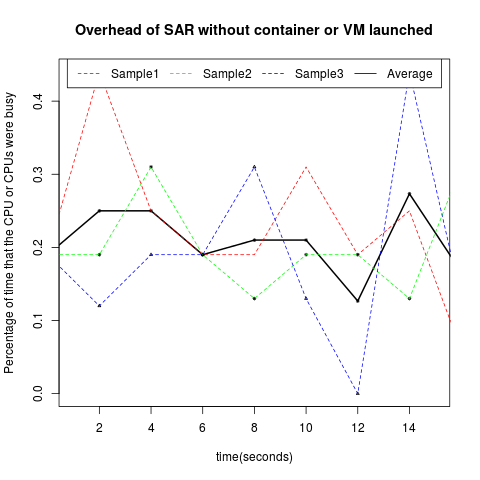 Overhead of SAR without container or VM launched
Sample1 Sample2 Sample3 Average
Percentage of time that the CPU or CPUs were busy
0.4
0.3
0.2
0.1
0.0
2 4 6 8 10 12 14
time(seconds)